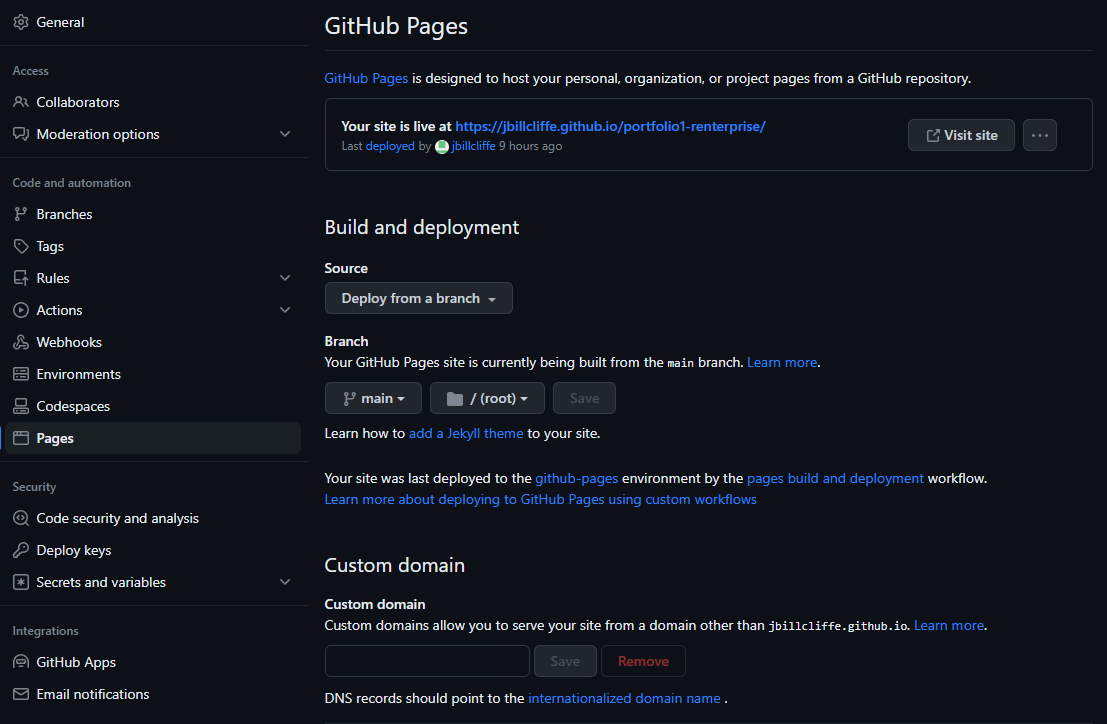 General
Access
Collaborators
Moderation options
Code and automation
Branches
Tags
Rules
Actions
Webhooks
Environments
Codespaces
Pages
Security
Code security and analysis
Deploy keys
Secrets and variables
Integrations
GitHub Apps
Email notifications
GitHub Pages
GitHub Pages is designed to host your personal, organization, or project pages from a GitHub repository.
Your site is live at https://jbillcliffe.github.io/portfolio1-renterprise/
Last deployed by jbillcliffe 9 hours ago
Visit site
Build and deployment
Source
Deploy from a branch
Branch
Your GitHub Pages site is currently being built from the main branch. Learn more.
main / (root) Save
Learn how to add a Jekyll theme to your site.
Your site was last deployed to the github-pages environment by the pages build and deployment workflow.
Learn more about deploying to GitHub Pages using custom workflows
Custom domain
Custom domain
Custom domains allow you to serve your site from a domain other than jbillcliffe.github.io. Learn more.
Save Remove
DNS records should point to the internationalized domain name .